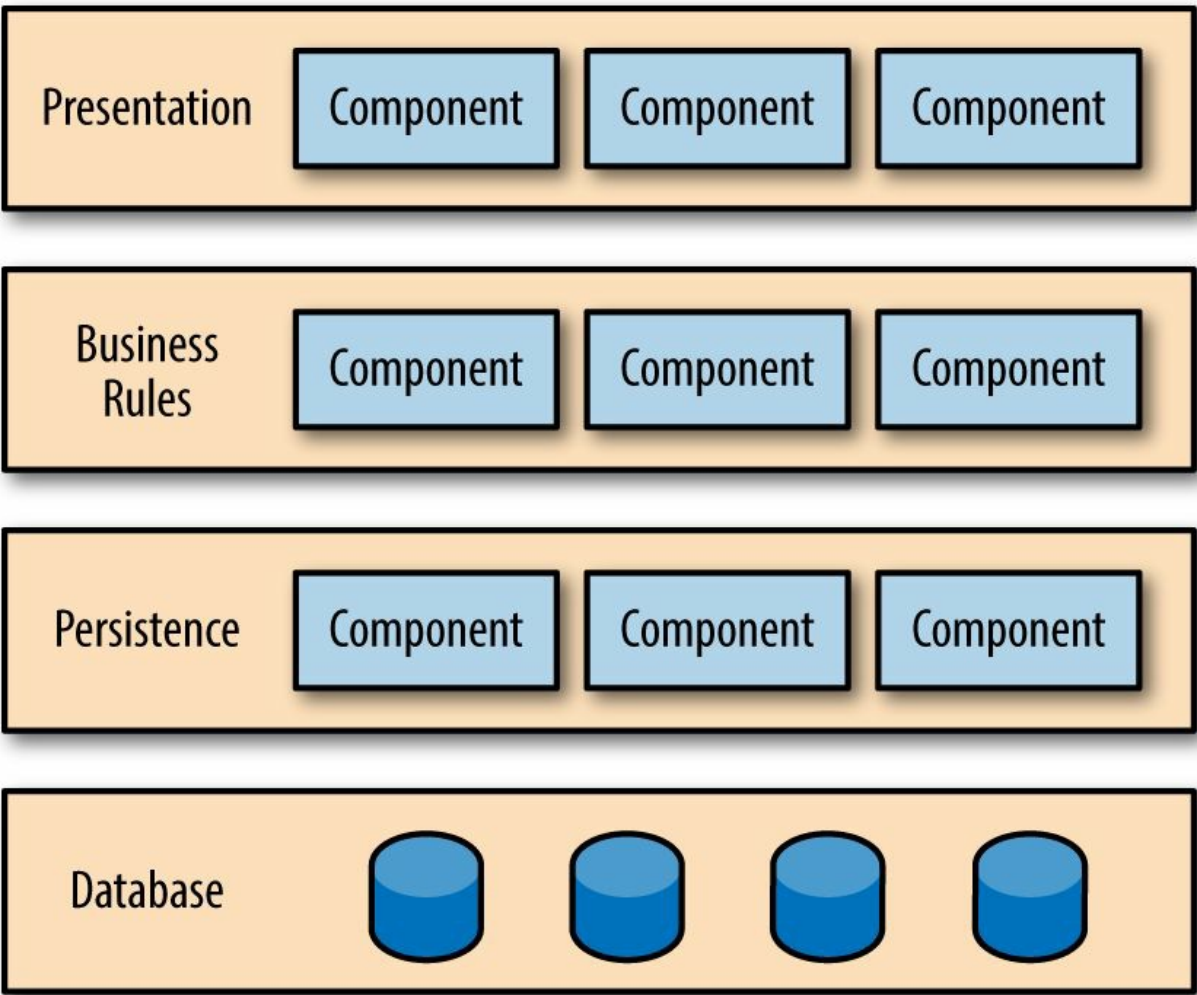 Presentation
Component
Component
Component
Business
Rules
Component
Component
Component
Persistence
Component
Component
Component
Database